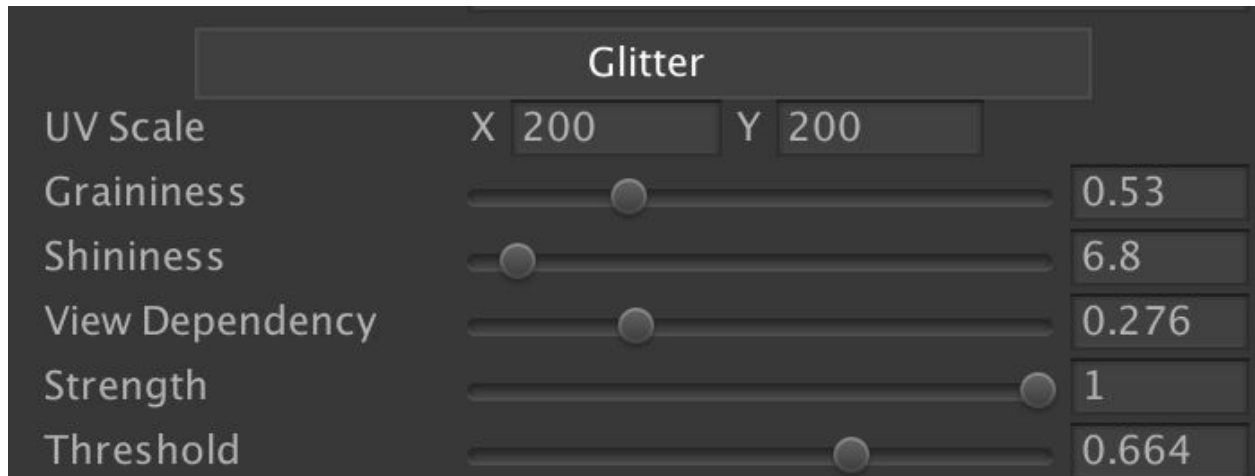 Glitter
UV Scale X 200 Y 200
Graininess 0.53
Shininess 6.8
View Dependency 0.276
Strength 1
Threshold 0.664